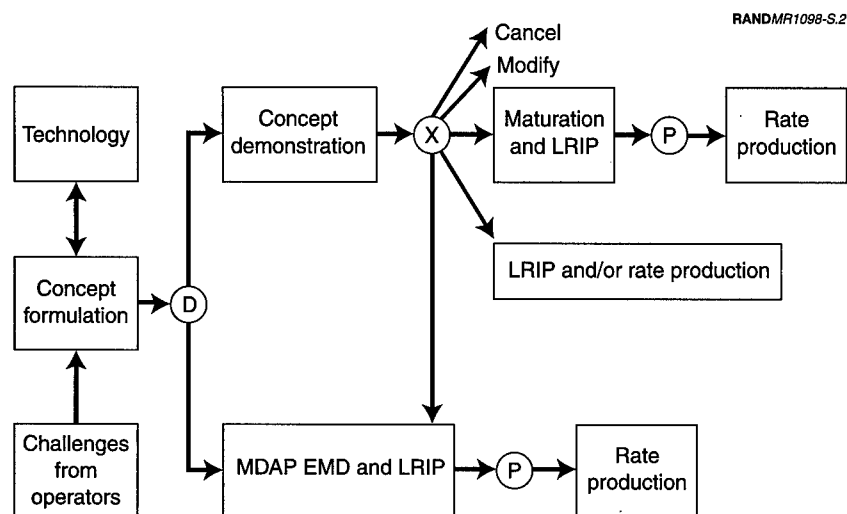 RANDMR1098-S.2
Cancel
Modify
Technology
Concept
demonstration
X
Maturation
and LRIP
P
Rate
production
LRIP and/or rate production
Concept
formulation
D
Challenges
from
operators
MDAP EMD and LRIP
P
Rate
production